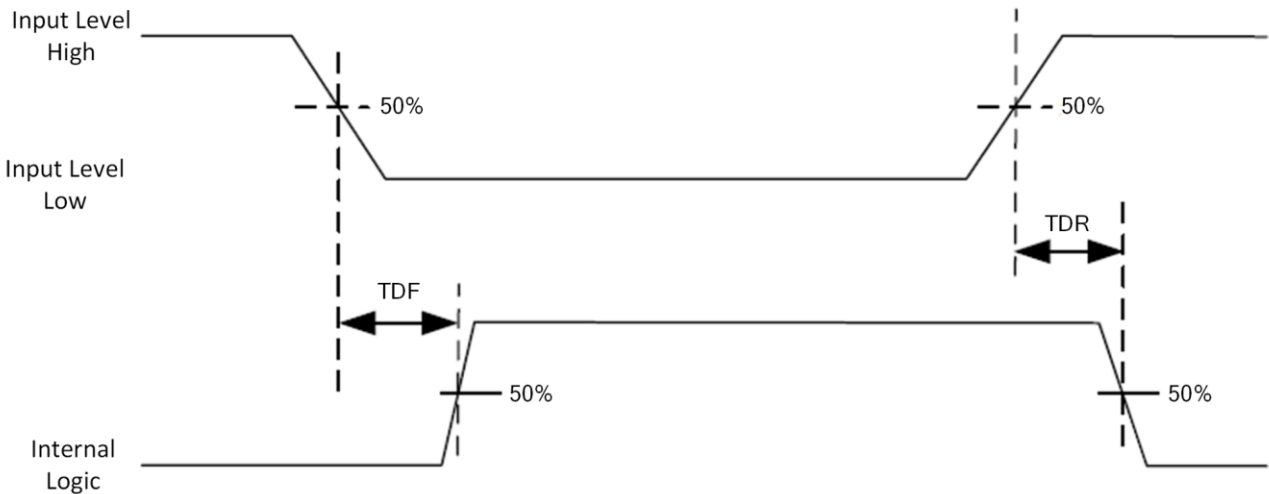 Input Level
High
50%
50%
Input Level
Low
TDR
TDF
50%
50%
Internal
Logic